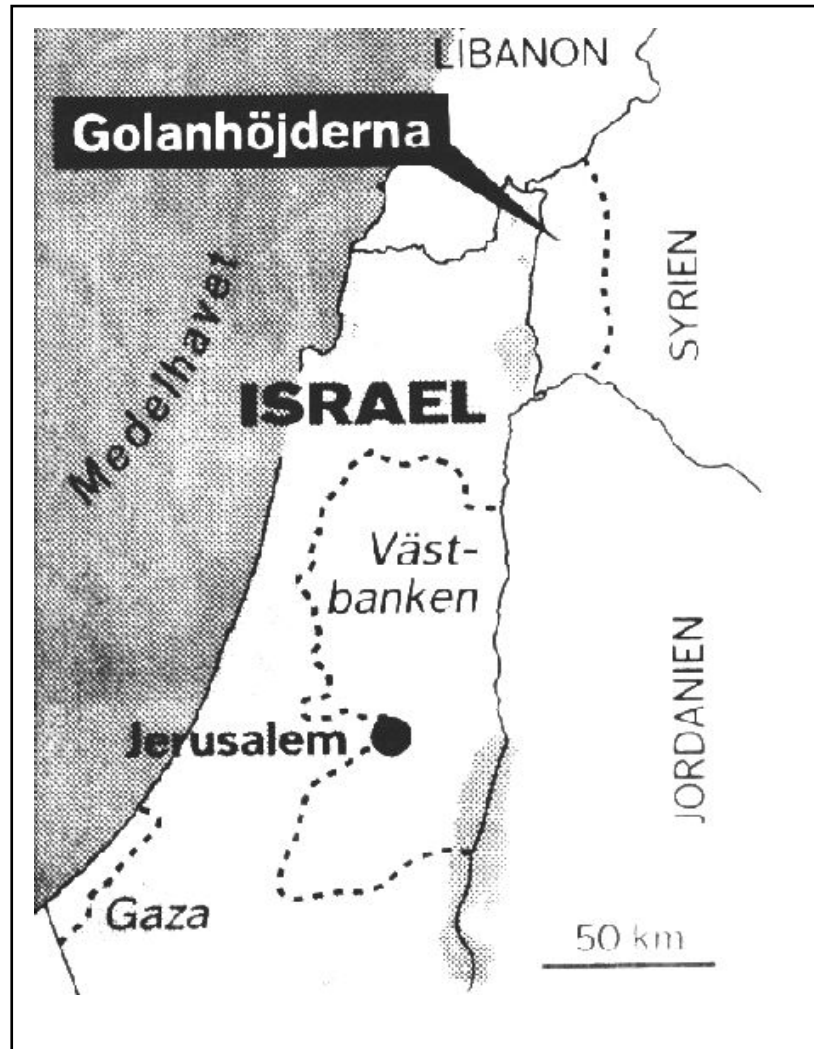 LIBANON
Golanhöjderna
SYRIEN
Medelhavet
ISRAEL
Väst-
banken
Jerusalem
JORDANIEN
Gaza
50 km